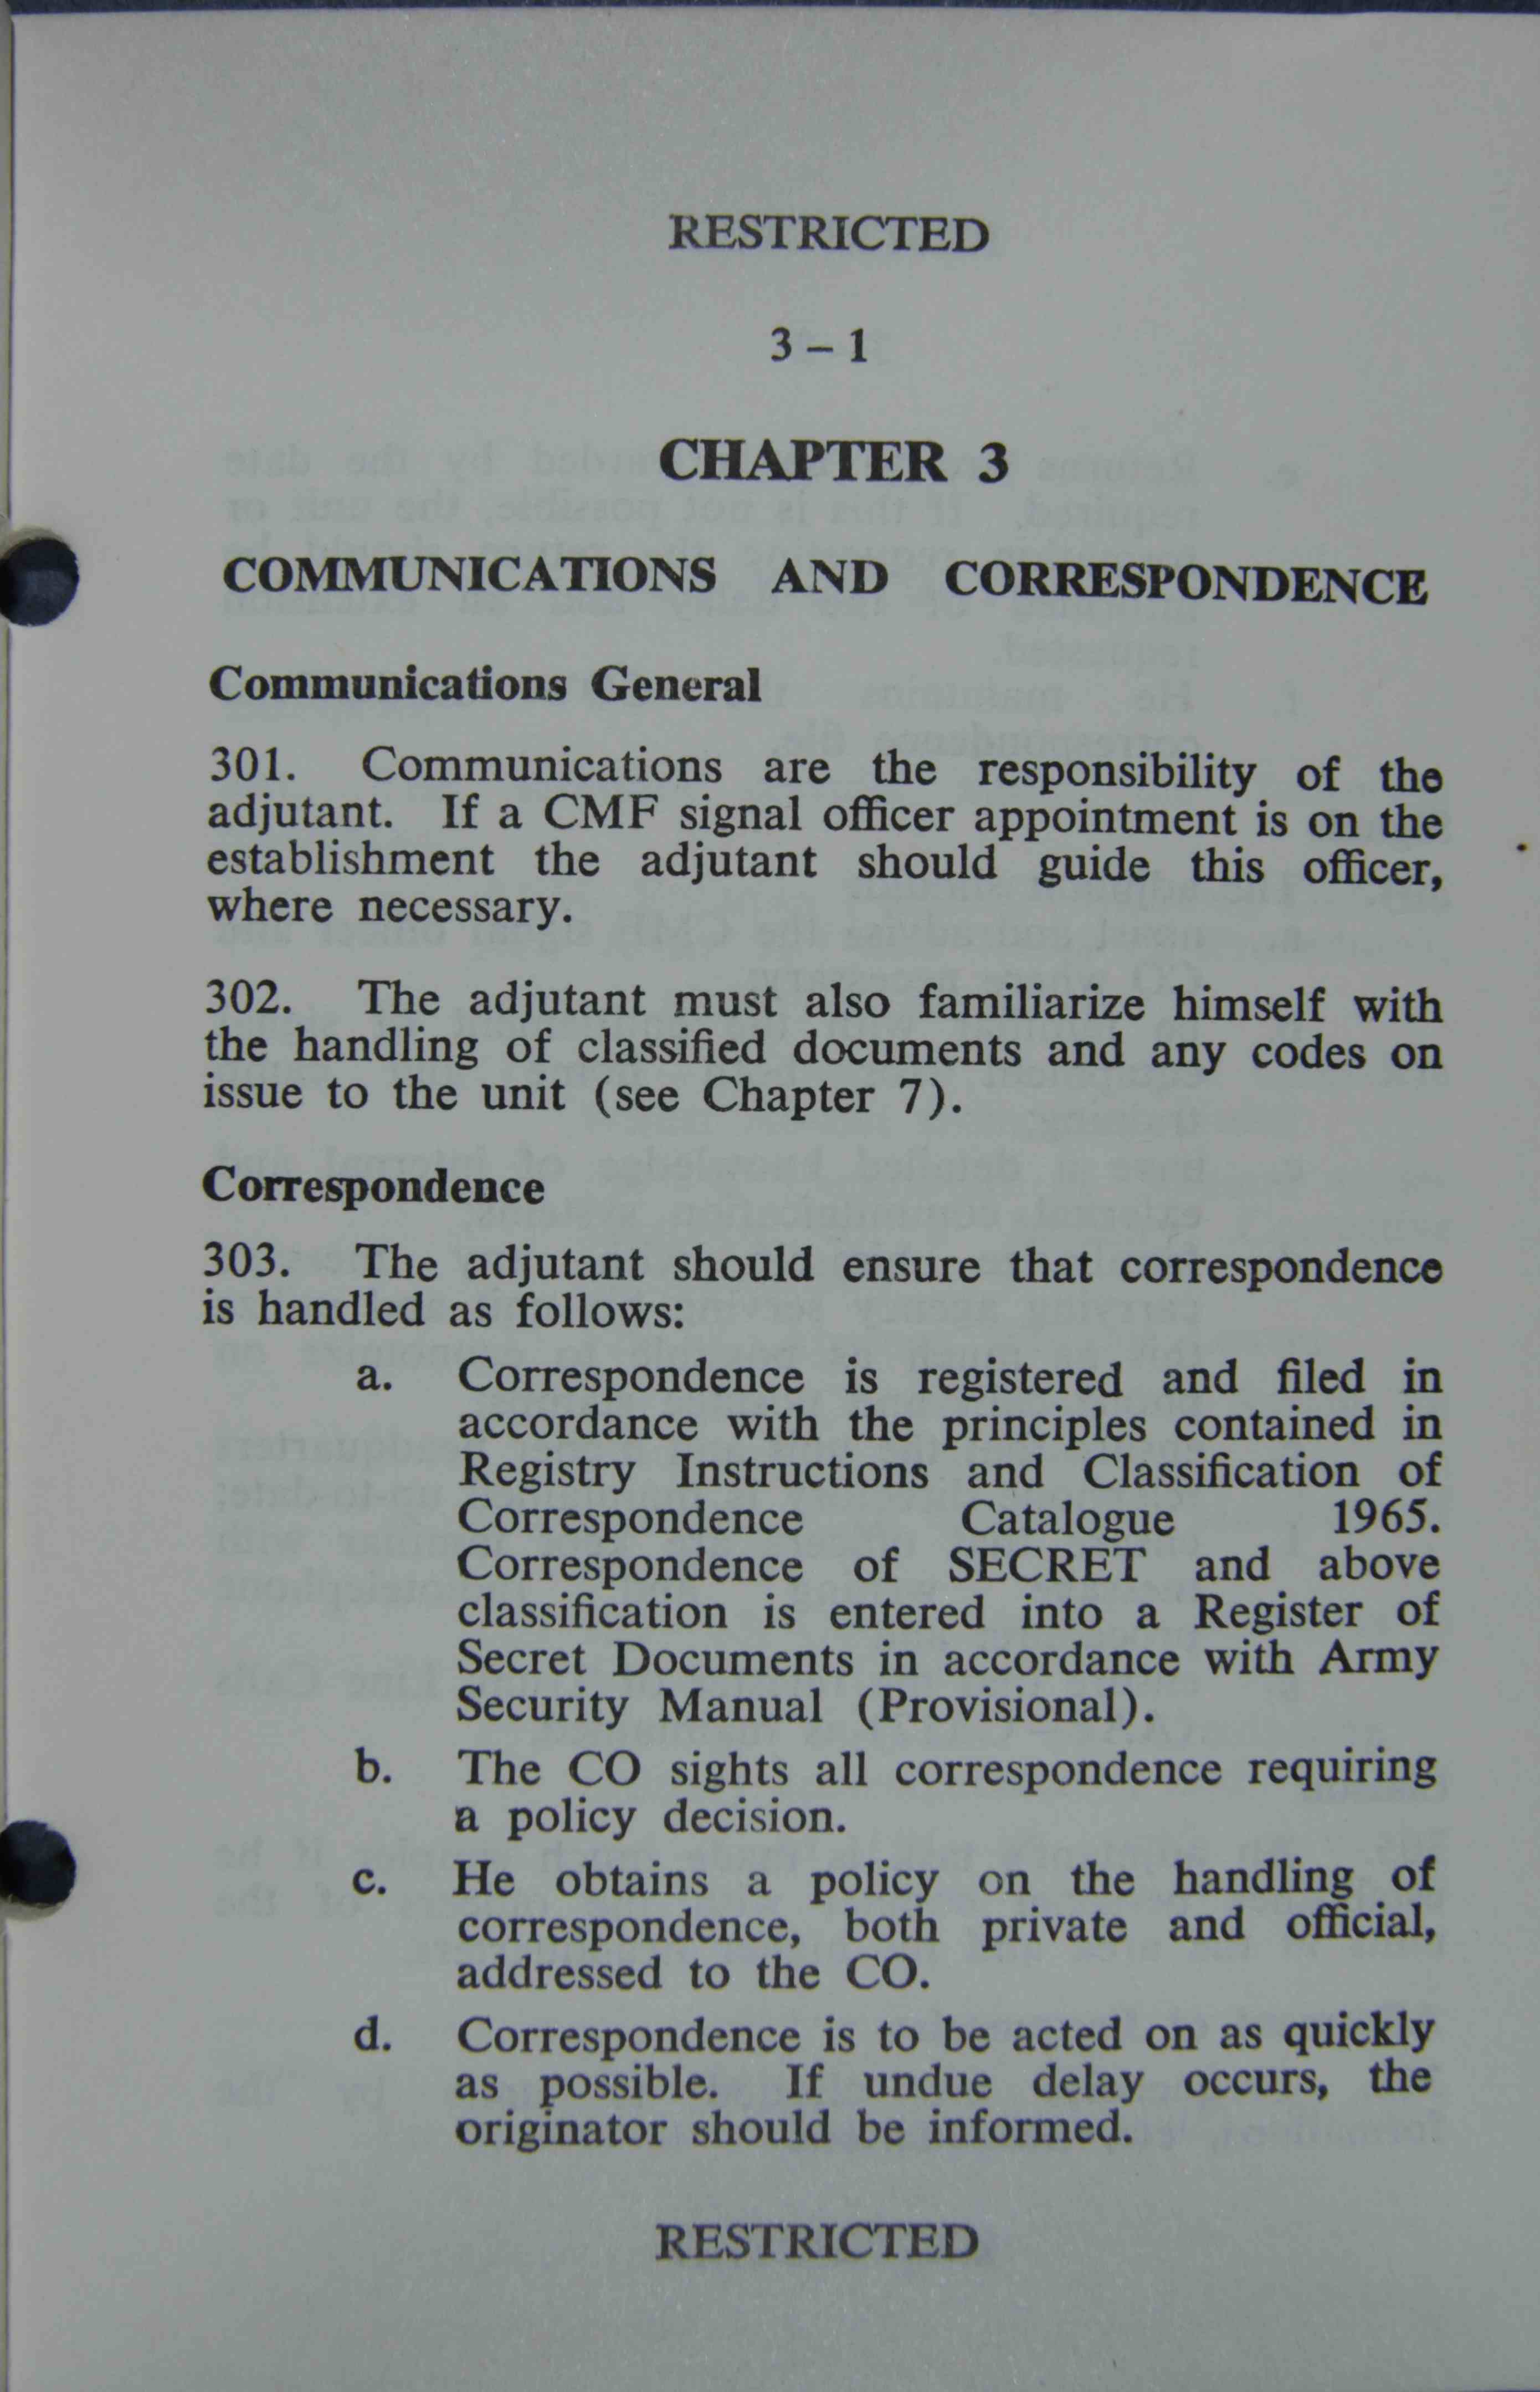 RESTRICTED
3 – 1
CHAPTER 3
COMMUNICATIONS AND CORRESPONDENCE
Communications General
301. Communications are the responsibility of the
adjutant. If a CMF signal officer appointment is on the
establishment the adjutant should guide this officer,
where necessary.
302. The adjutant must also familiarize himself with
the handling of classified documents and any codes on
issue to the unit (see Chapter 7).
Correspondence
303. The adjutant should ensure that correspondence
is handled as follows:
a. Correspondence is registered and filed in
accordance with the principles contained in
Registry Instructions and Classification of
Correspondence Catalogue 1965.
Correspondence of SECRET and above
classification is entered into a Register of
Secret Documents in accordance with Army
Security Manual (Provisional).
b. The CO sights all correspondence requiring
a policy decision.
c. He obtains a policy on the handling of
correspondence, both private and official,
addressed to the CO.
d. Correspondence is to be acted on as quickly
as possible. If undue delay occurs, the
originator should be informed.
RESTRICTED